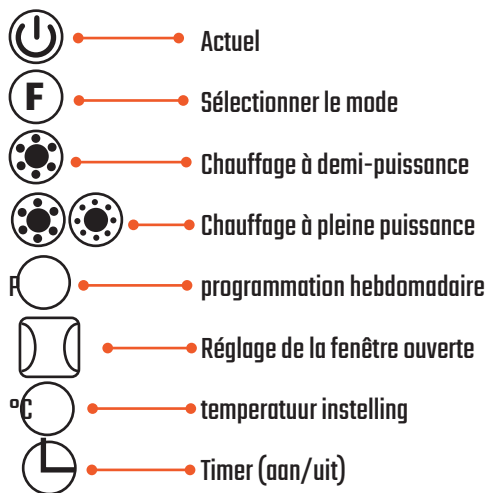 Actuel
F Sélectionner le mode
Chauffage à demi-puissance
Chauffage à pleine puissance
P programmation hebdomadaire
Réglage de la fenêtre ouverte
°C temperatuur instelling
Timer (aan/uit)